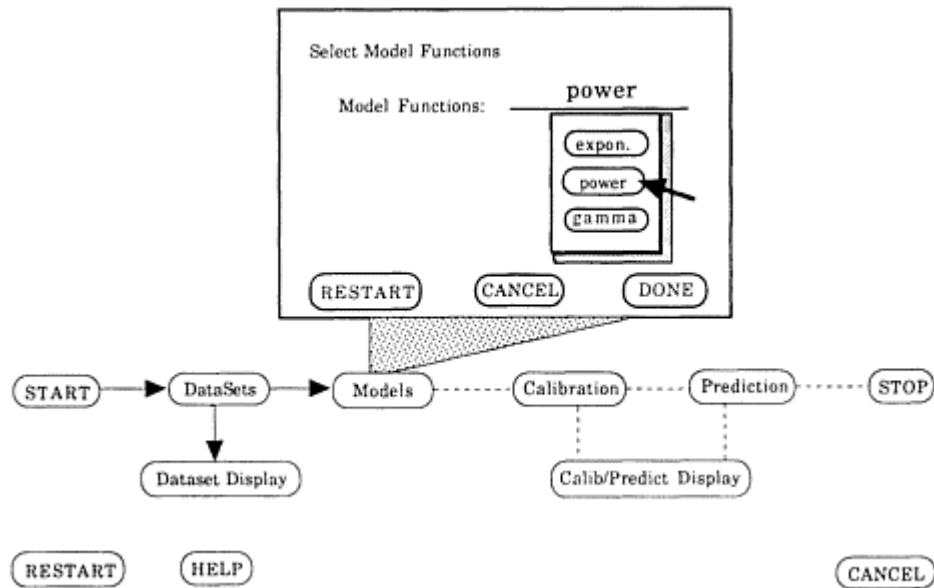 Select Model Functions
power
Model Functions:
expon.
power
gamma
RESTART CANCEL DONE
START DataSets Models Calibration Prediction STOP
Dataset Display Calib/Predict Display
RESTART HELP CANCEL